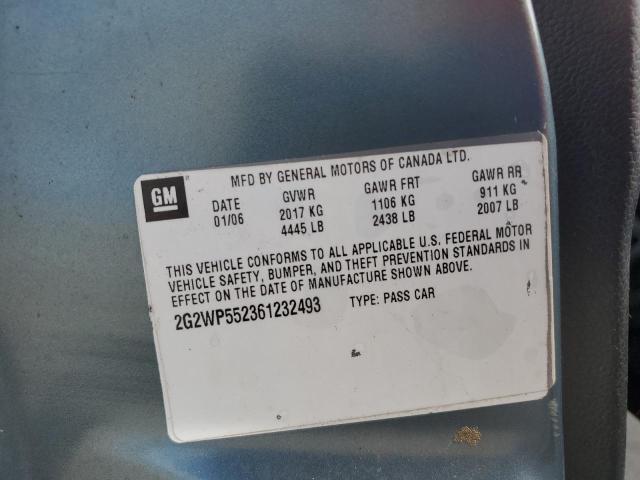 GM
MFD BY GENERAL MOTORS OF CANADA LTD.
DATE GVWR GAWR FRT GAWR RR
01/06 2017 KG 1106 KG 911 KG
4445 LB 2438 LB 2007 LB
THIS VEHICLE CONFORMS TO ALL APPLICABLE U.S. FEDERAL MOTOR
VEHICLE SAFETY, BUMPER, AND THEFT PREVENTION STANDARDS IN
EFFECT ON THE DATE OF MANUFACTURE SHOWN ABOVE.
2G2WP552361232493 TYPE: PASS CAR